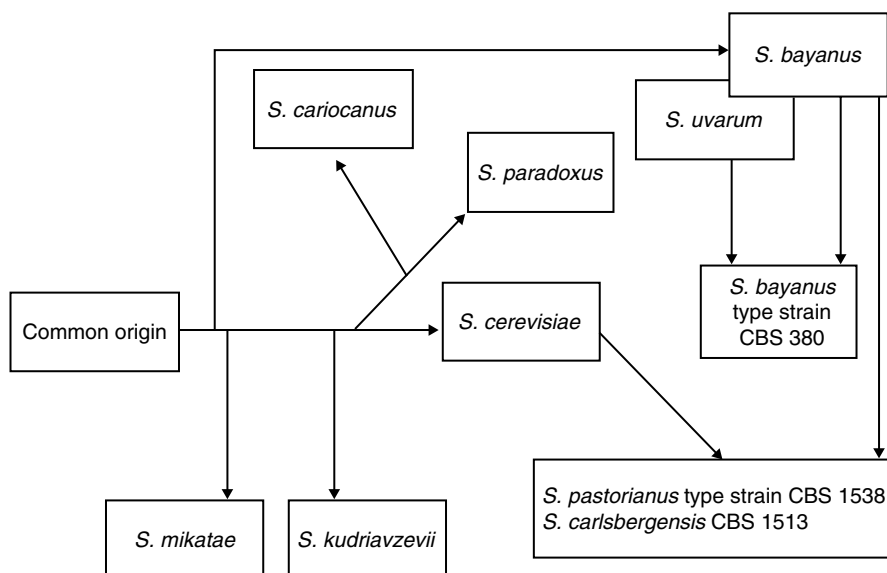 S. bayanus
S. cariocanus
S. uvarum
S. paradoxus
S. bayanus
type strain
CBS 380
Common origin
S. cerevisiae
S. pastorianus type strain CBS 1538
S. carlsbergensis CBS 1513
S. mikatae
S. kudriavzevii